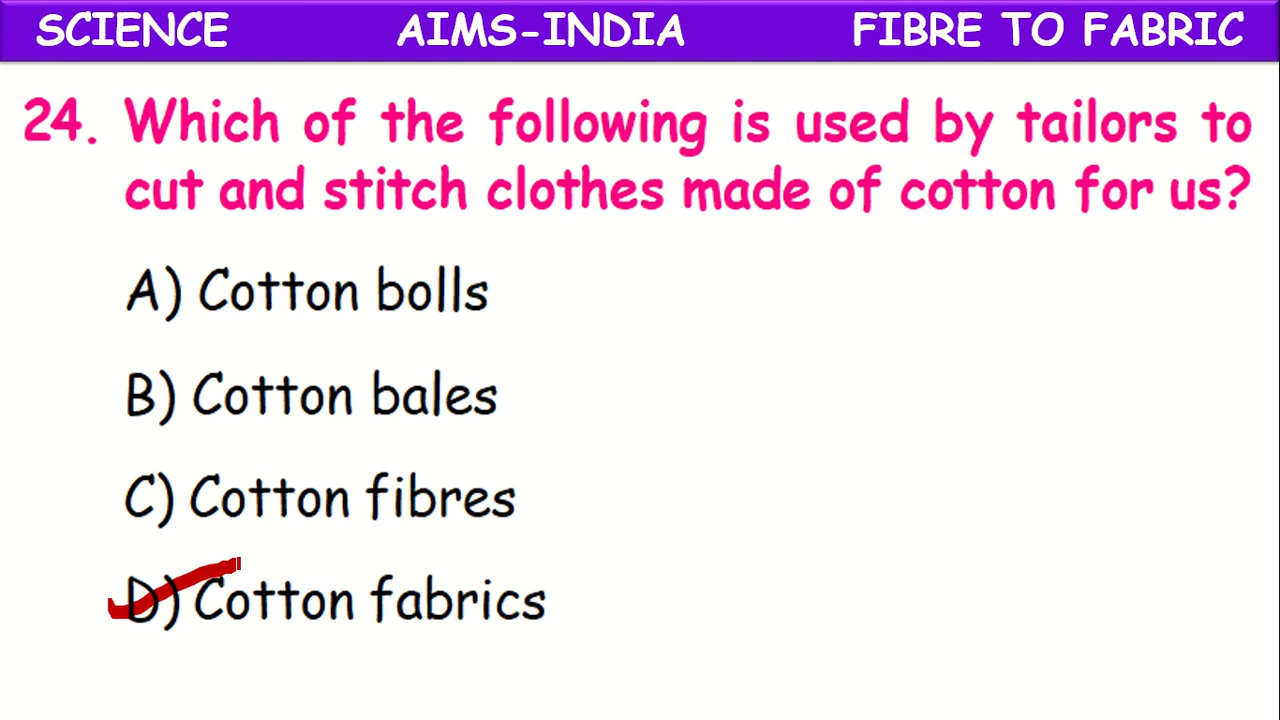 SCIENCE AIMS-INDIA FIBRE TO FABRIC
24. Which of the following is used by tailors to
cut and stitch clothes made of cotton for us?
A) Cotton bolls
B) Cotton bales
C) Cotton fibres
D) Cotton fabrics